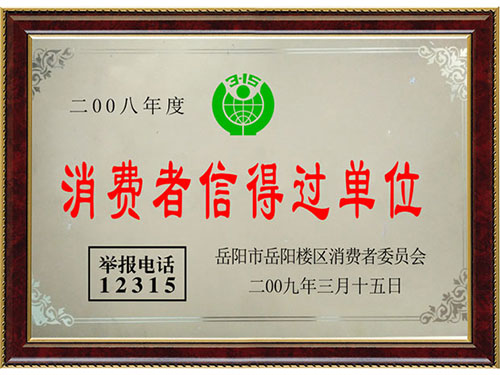 3·15
二00八年度
消费者信得过单位
举报电话
12315
岳阳市岳阳楼区消费者委员会
二00九年三月十五日